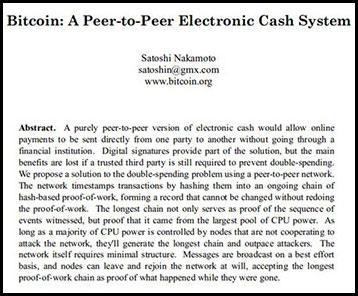 Bitcoin: A Peer-to-Peer Electronic Cash System
Satoshi Nakamoto
satoshin@gmx.com
www.bitcoin.org
Abstract. A purely peer-to-peer version of electronic cash would allow online
payments to be sent directly from one party to another without going through a
financial institution. Digital signatures provide part of the solution, but the main
benefits are lost if a trusted third party is still required to prevent double-spending.
We propose a solution to the double-spending problem using a peer-to-peer network.
The network timestamps transactions by hashing them into an ongoing chain of
hash-based proof-of-work, forming a record that cannot be changed without redoing
the proof-of-work. The longest chain not only serves as proof of the sequence of
events witnessed, but proof that it came from the largest pool of CPU power. As
long as a majority of CPU power is controlled by nodes that are not cooperating to
attack the network, they'll generate the longest chain and outpace attackers. The
network itself requires minimal structure. Messages are broadcast on a best effort
basis, and nodes can leave and rejoin the network at will, accepting the longest
proof-of-work chain as proof of what happened while they were gone.